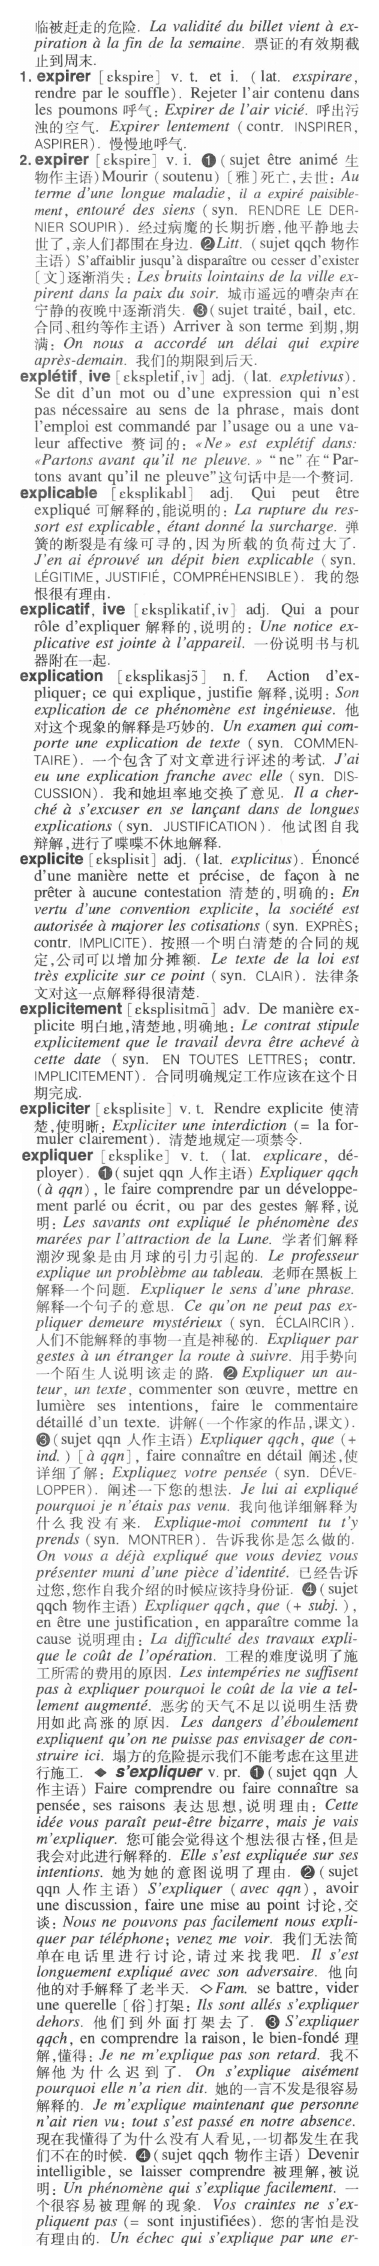 临被赶走的危险. La validité du billet vient à ex-
piration à la fin de la semaine. 票证的有效期截
止到周末.
1. expirer [ɛkspire] v. t. et i. (lat. exspirare,
rendre par le souffle). Rejeter l'air contenu dans
les poumons 呼气: Expirer de l'air vicié. 呼出污
浊的空气. Expirer lentement (contr. INSPIRER,
ASPIRER). 慢慢地呼气.
2. expirer [ɛkspire] v. i. ❶(sujet être animé 生
物作主语)Mourir (soutenu) [雅]死亡,去世: Au
terme d'une longue maladie, il a expiré paisible-
ment, entouré des siens (syn. RENDRE LE DER-
NIER SOUPIR). 经过病魔的长期折磨,他平静地去
世了,亲人们都围在身边. ❷Litt. (sujet qqch 物作
主语) S'affaiblir jusqu'à disparaître ou cesser d'exister
[文]逐渐消失: Les bruits lointains de la ville ex-
pirent dans la paix du soir. 城市遥远的嘈杂声在
宁静的夜晚中逐渐消失. ❸(sujet traité, bail, etc.
合同、租约等作主语) Arriver à son terme 到期,期
满: On nous a accordé un délai qui expire
après-demain. 我们的期限到后天.
explétif, ive [ɛkspletif,iv] adj. (lat. expletivus).
Se dit d'un mot ou d'une expression qui n'est
pas nécessaire au sens de la phrase, mais dont
l'emploi est commandé par l'usage ou a une va-
leur affective 赘词的: «Ne» est explétif dans:
«Partons avant qu'il ne pleuve.» “ne”在“Par-
tons avant qu'il ne pleuve”这句话中是一个赘词.
explicable [ɛksplikabl] adj. Qui peut être
expliqué 可解释的,能说明的: La rupture du res-
sort est explicable, étant donné la surcharge. 弹
簧的断裂是有缘可寻的,因为所载的负荷过大了.
J'en ai éprouvé un dépit bien explicable (syn.
LÉGITIME, JUSTIFIÉ, COMPRÉHENSIBLE). 我的怨
恨很有理由.
explicatif, ive [ɛksplikatif,iv] adj. Qui a pour
rôle d'expliquer 解释的,说明的: Une notice ex-
plicative est jointe à l'appareil. 一份说明书与机
器附在一起.
explication [ɛksplikasjɔ̃] n. f. Action d'ex-
pliquer; ce qui explique, justifie 解释,说明: Son
explication de ce phénomène est ingénieuse. 他
对这个现象的解释是巧妙的. Un examen qui com-
porte une explication de texte (syn. COMMEN-
TAIRE). 一个包含了对文章进行评述的考试. J'ai
eu une explication franche avec elle (syn. DIS-
CUSSION). 我和她坦率地交换了意见. Il a cher-
ché à s'excuser en se lançant dans de longues
explications (syn. JUSTIFICATION). 他试图自我
辩解,进行了喋喋不休地解释.
explicite [ɛksplisit] adj. (lat. explicitus). Énoncé
d'une manière nette et précise, de façon à ne
prêter à aucune contestation 清楚的,明确的: En
vertu d'une convention explicite, la société est
autorisée à majorer les cotisations (syn. EXPRÈS;
contr. IMPLICITE). 按照一个明白清楚的合同的规
定,公司可以增加分摊额. Le texte de la loi est
très explicite sur ce point (syn. CLAIR). 法律条
文对这一点解释得很清楚.
explicitement [ɛksplisitmɑ̃] adv. De manière ex-
plicite 明白地,清楚地,明确地: Le contrat stipule
explicitement que le travail devra être achevé à
cette date (syn. EN TOUTES LETTRES; contr.
IMPLICITEMENT). 合同明确规定工作应该在这个日
期完成.
expliciter [ɛksplisite] v. t. Rendre explicite 使清
楚,使明晰: Expliciter une interdiction (= la for-
muler clairement). 清楚地规定一项禁令.
expliquer [ɛksplike] v. t. (lat. explicare, dé-
ployer). ❶(sujet qqn 人作主语) Expliquer qqch
(à qqn), le faire comprendre par un développe-
ment parlé ou écrit, ou par des gestes 解释,说
明: Les savants ont expliqué le phénomène des
marées par l'attraction de la Lune. 学者们解释
潮汐现象是由月球的引力引起的. Le professeur
explique un problèbme au tableau. 老师在黑板上
解释一个问题. Expliquer le sens d'une phrase.
解释一个句子的意思. Ce qu'on ne peut pas ex-
pliquer demeure mystérieux (syn. ÉCLAIRCIR).
人们不能解释的事物一直是神秘的. Expliquer par
gestes à un étranger la route à suivre. 用手势向
一个陌生人说明该走的路. ❷Expliquer un au-
teur, un texte, commenter son œuvre, mettre en
lumière ses intentions, faire le commentaire
détaillé d'un texte. 讲解(一个作家的作品,课文).
❸(sujet qqn 人作主语) Expliquer qqch, que (+
ind.) [à qqn], faire connaître en détail 阐述,使
详细了解: Expliquez votre pensée (syn. DÉVE-
LOPPER). 阐述一下您的想法. Je lui ai expliqué
pourquoi je n'étais pas venu. 我向他详细解释为
什么我没有来. Explique-moi comment tu t'y
prends (syn. MONTRER). 告诉我你是怎么做的.
On vous a déjà expliqué que vous deviez vous
présenter muni d'une pièce d'identité. 已经告诉
过您,您作自我介绍的时候应该持身份证. ❹(sujet
qqch 物作主语) Expliquer qqch, que (+ subj.),
en être une justification, en apparaître comme la
cause 说明理由: La difficulté des travaux expli-
que le coût de l'opération. 工程的难度说明了施
工所需的费用的原因. Les intempéries ne suffisent
pas à expliquer pourquoi le coût de la vie a tel-
lement augmenté. 恶劣的天气不足以说明生活费
用如此高涨的原因. Les dangers d'éboulement
expliquent qu'on ne puisse pas envisager de con-
struire ici. 塌方的危险提示我们不能考虑在这里进
行施工. ◆ s'expliquer v. pr. ❶(sujet qqn 人
作主语) Faire comprendre ou faire connaître sa
pensée, ses raisons 表达思想,说明理由: Cette
idée vous paraît peut-être bizarre, mais je vais
m'expliquer. 您可能会觉得这个想法很古怪,但是
我会对此进行解释的. Elle s'est expliquée sur ses
intentions. 她为她的意图说明了理由. ❷(sujet
qqn 人作主语) S'expliquer (avec qqn), avoir
une discussion, faire une mise au point 讨论,交
谈: Nous ne pouvons pas facilement nous expli-
quer par téléphone; venez me voir. 我们无法简
单在电话里进行讨论,请过来找我吧. Il s'est
longuement expliqué avec son adversaire. 他向
他的对手解释了老半天. ◇Fam. se battre, vider
une querelle [俗]打架: Ils sont allés s'expliquer
dehors. 他们到外面打架去了. ❸S'expliquer
qqch, en comprendre la raison, le bien-fondé 理
解,懂得: Je ne m'explique pas son retard. 我不
解他为什么迟到了. On s'explique aisément
pourquoi elle n'a rien dit. 她的一言不发是很容易
解释的. Je m'explique maintenant que personne
n'ait rien vu: tout s'est passé en notre absence.
现在我懂得了为什么没有人看见,一切都发生在我
们不在的时候. ❹(sujet qqch 物作主语) Devenir
intelligible, se laisser comprendre 被理解,被说
明: Un phénomène qui s'explique facilement. 一
个很容易被理解的现象. Vos craintes ne s'ex-
pliquent pas (= sont injustifiées). 您的害怕是没
有理由的. Un échec qui s'explique par une er-